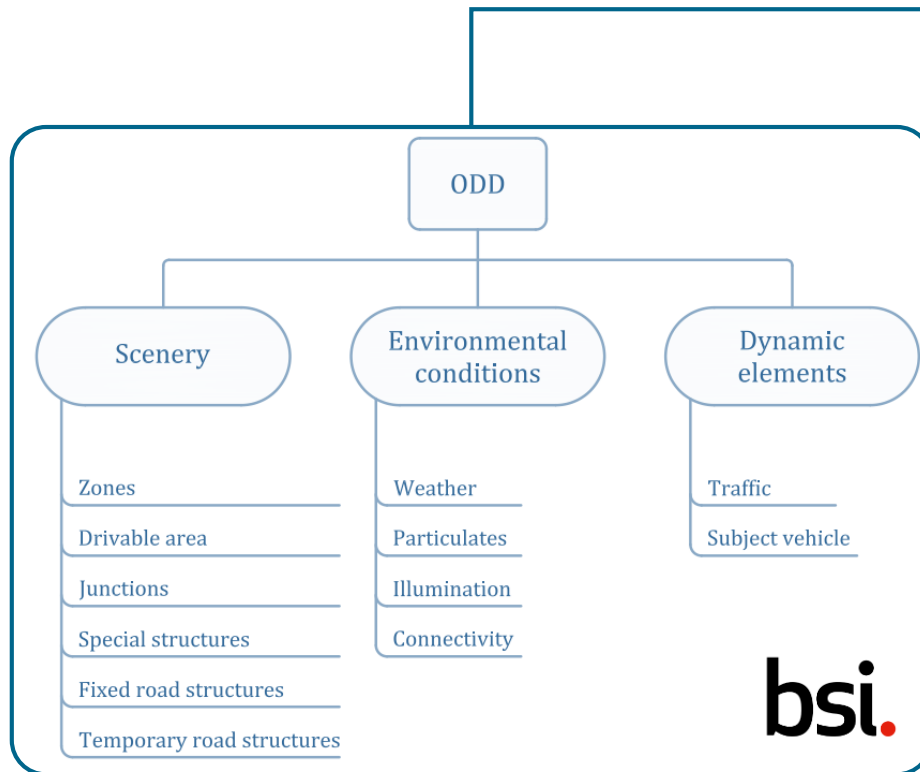 ODD
Scenery
Environmental
conditions
Dynamic
elements
Zones
Drivable area
Junctions
Special structures
Fixed road structures
Temporary road structures
Weather
Particulates
Illumination
Connectivity
Traffic
Subject vehicle
bsi.